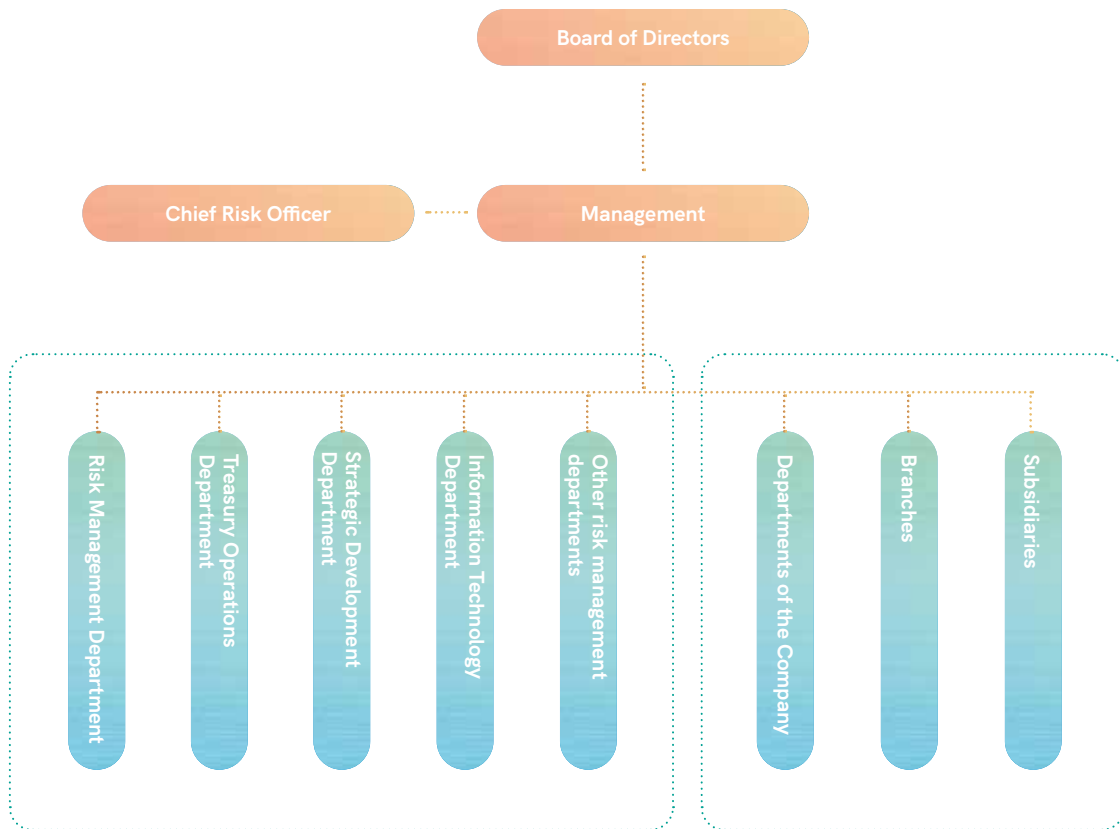 Board of Directors
Chief Risk Officer
Management
Risk Management Department
Treasury Operations
Department
Strategic Development
Department
Information Technology
Department
Other risk management
departments
Departments of the Company
Branches
Subsidiaries